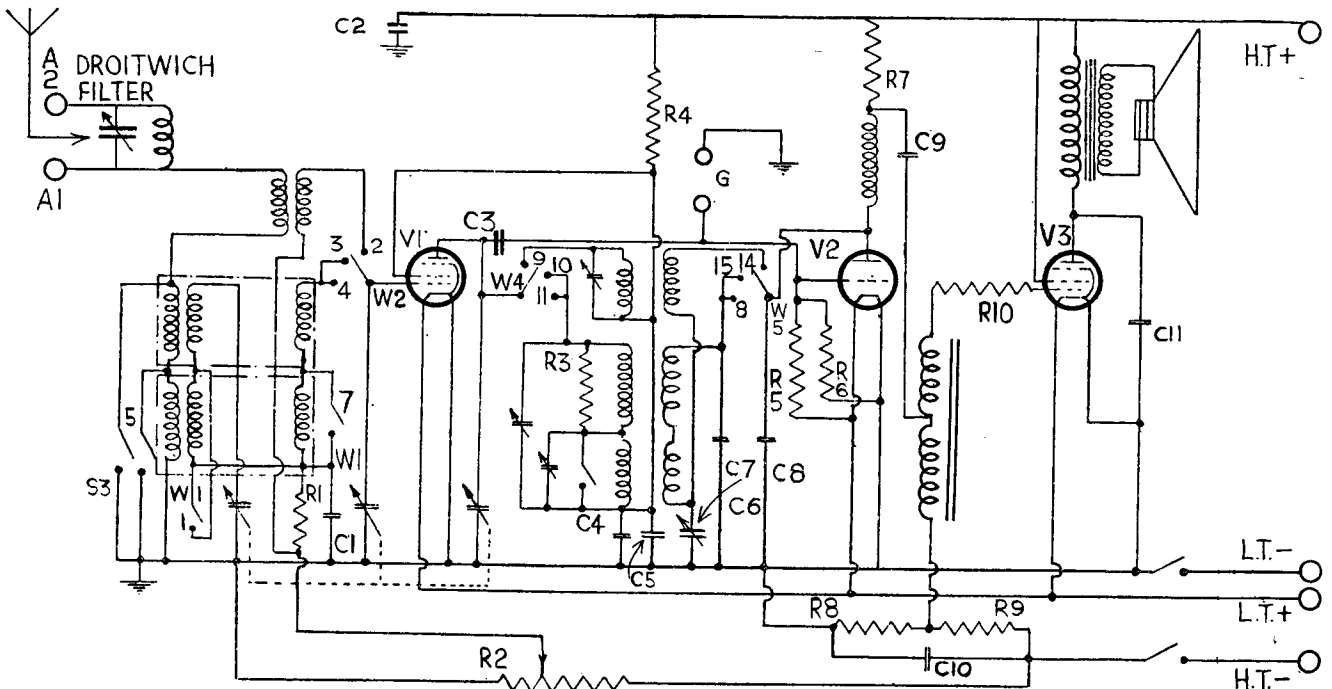 C2
H.T+
A
2
DROITWICH
FILTER
A1
R4
R7
C9
G
C3
3
2
V1
4
W2
W4
9
10
11
15
14
8
W
5
V2
V3
R10
C11
R3
R
5
R
6
5
7
W1
S3
W1
1
R1
C1
C4
C5
C7
C6
C8
L.T.-
L.T.+
R8
R9
C10
R2
H.T.-